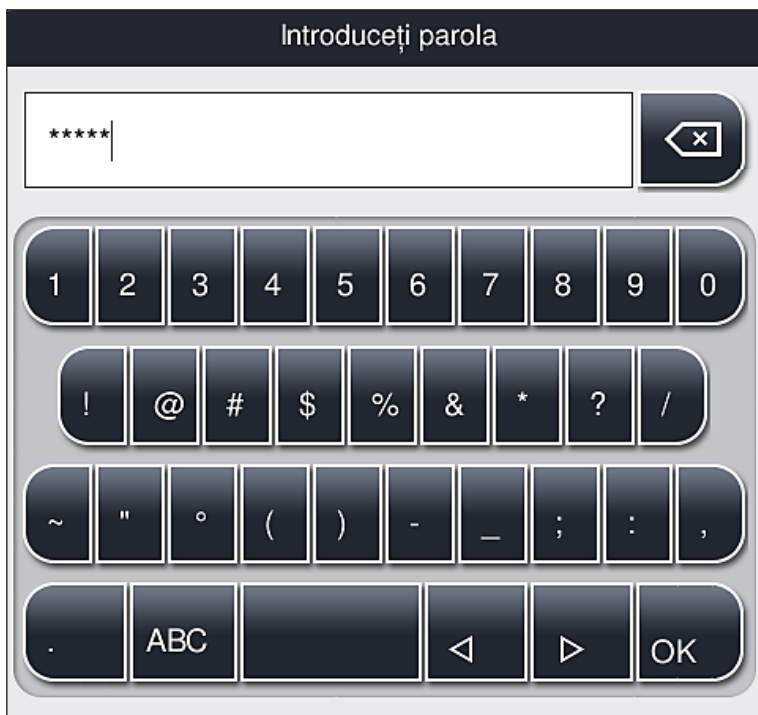 Introduceți parola
*****
1 2 3 4 5 6 7 8 9 0
! @ # $ % & * ? /
~ " ° ( ) - _ ; : ,
. ABC ◁ ▷ OK